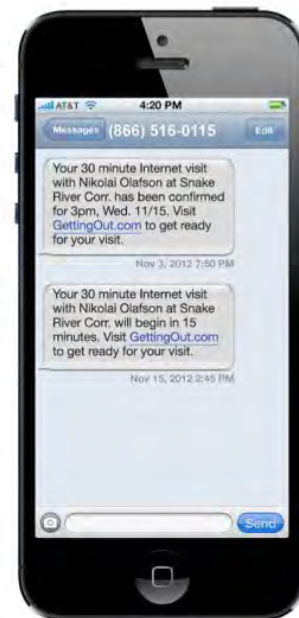 AT&T 4:20 PM
Messages (866) 516-0115 Edit
Your 30 minute Internet visit
with Nikolai Olafson at Snake
River Corr. has been confirmed
for 3pm, Wed. 11/15. Visit
GettingOut.com to get ready
for your visit.
Nov 3, 2012 7:50 PM
Your 30 minute Internet visit
with Nikolai Olafson at Snake
River Corr. will begin in 15
minutes. Visit GettingOut.com
to get ready for your visit.
Nov 15, 2012 2:45 PM
Send